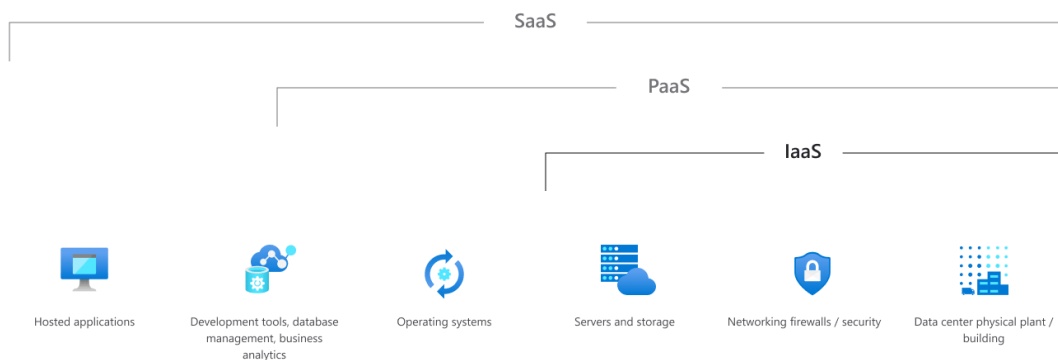 SaaS
PaaS
IaaS
Hosted applications
Development tools, database
management, business
analytics
Operating systems
Servers and storage
Networking firewalls / security
Data center physical plant /
building